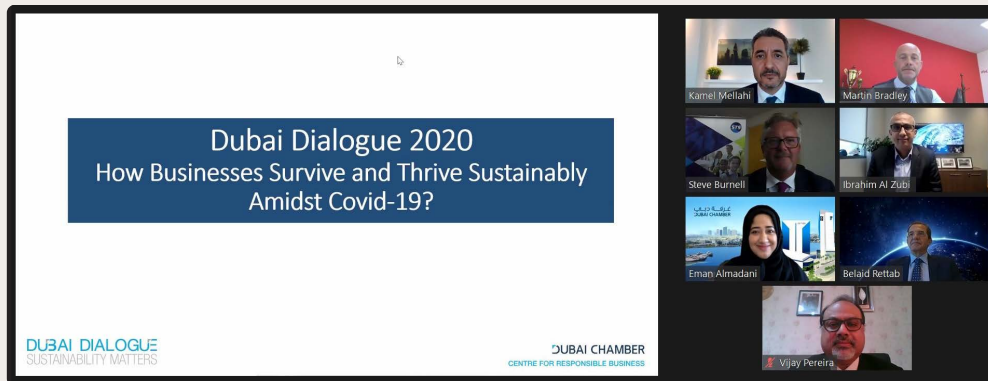 Dubai Dialogue 2020
How Businesses Survive and Thrive Sustainably
Amidst Covid-19?
DUBAI DIALOGUE
SUSTAINABILITY MATTERS
DUBAI CHAMBER
CENTRE FOR RESPONSIBLE BUSINESS
Kamel Mellahi
Martin Bradley
Steve Burnell
Ibrahim Al Zubi
غرفة دبي
DUBAI CHAMBER
Eman Almadani
Belaid Rettab
Vijay Pereira